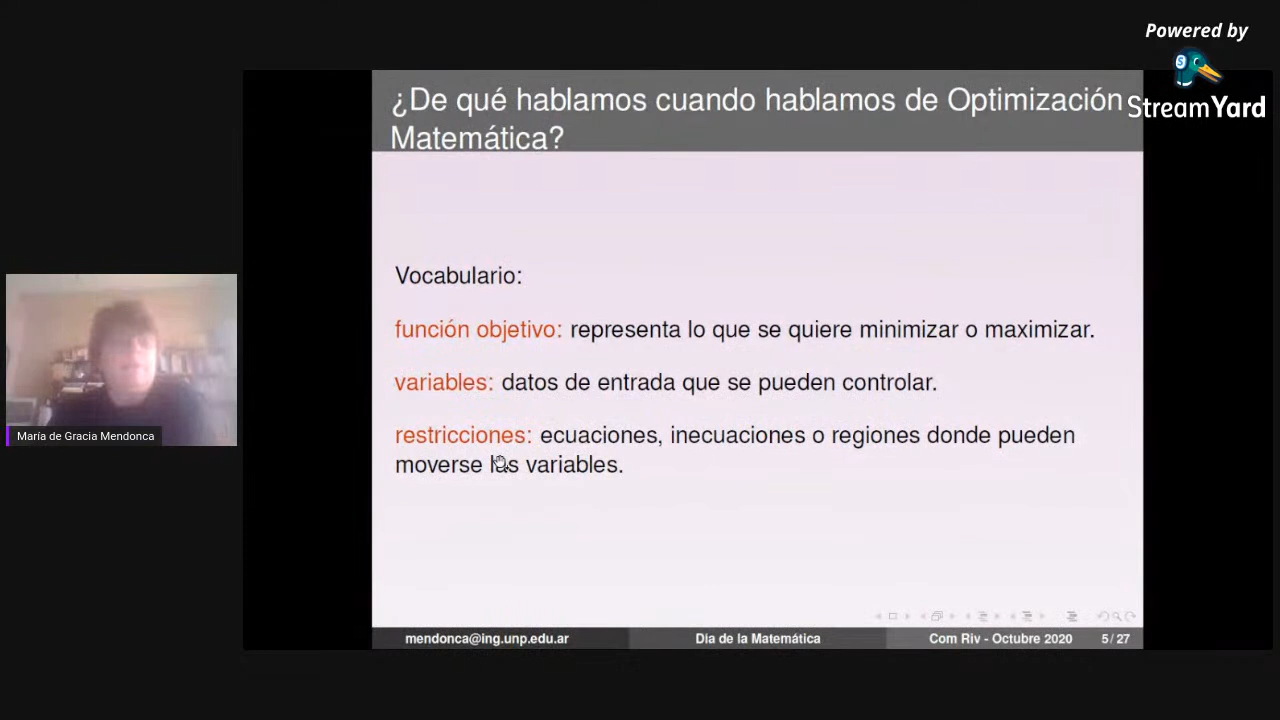 Powered by
StreamYard
¿De qué hablamos cuando hablamos de Optimización
Matemática?
Vocabulario:
función objetivo: representa lo que se quiere minimizar o maximizar.
variables: datos de entrada que se pueden controlar.
restricciones: ecuaciones, inecuaciones o regiones donde pueden
moverse las variables.
María de Gracia Mendonca
mendonca@ing.unp.edu.ar
Dia de la Matemática
Com Riv - Octubre 2020
5 / 27